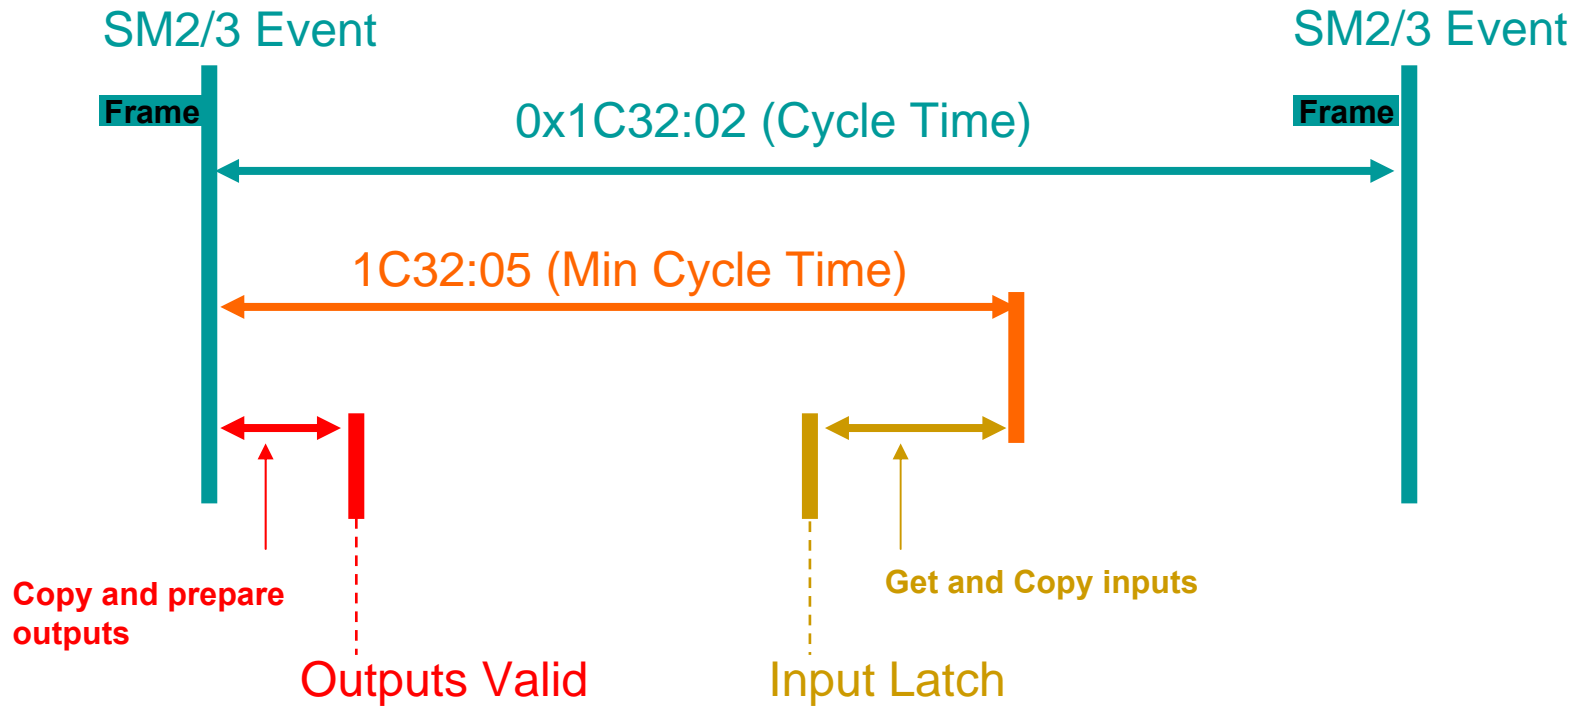 SM2/3 Event
SM2/3 Event
Frame
0x1C32:02 (Cycle Time)
Frame
1C32:05 (Min Cycle Time)
Copy and prepare
outputs
Get and Copy inputs
Outputs Valid
Input Latch